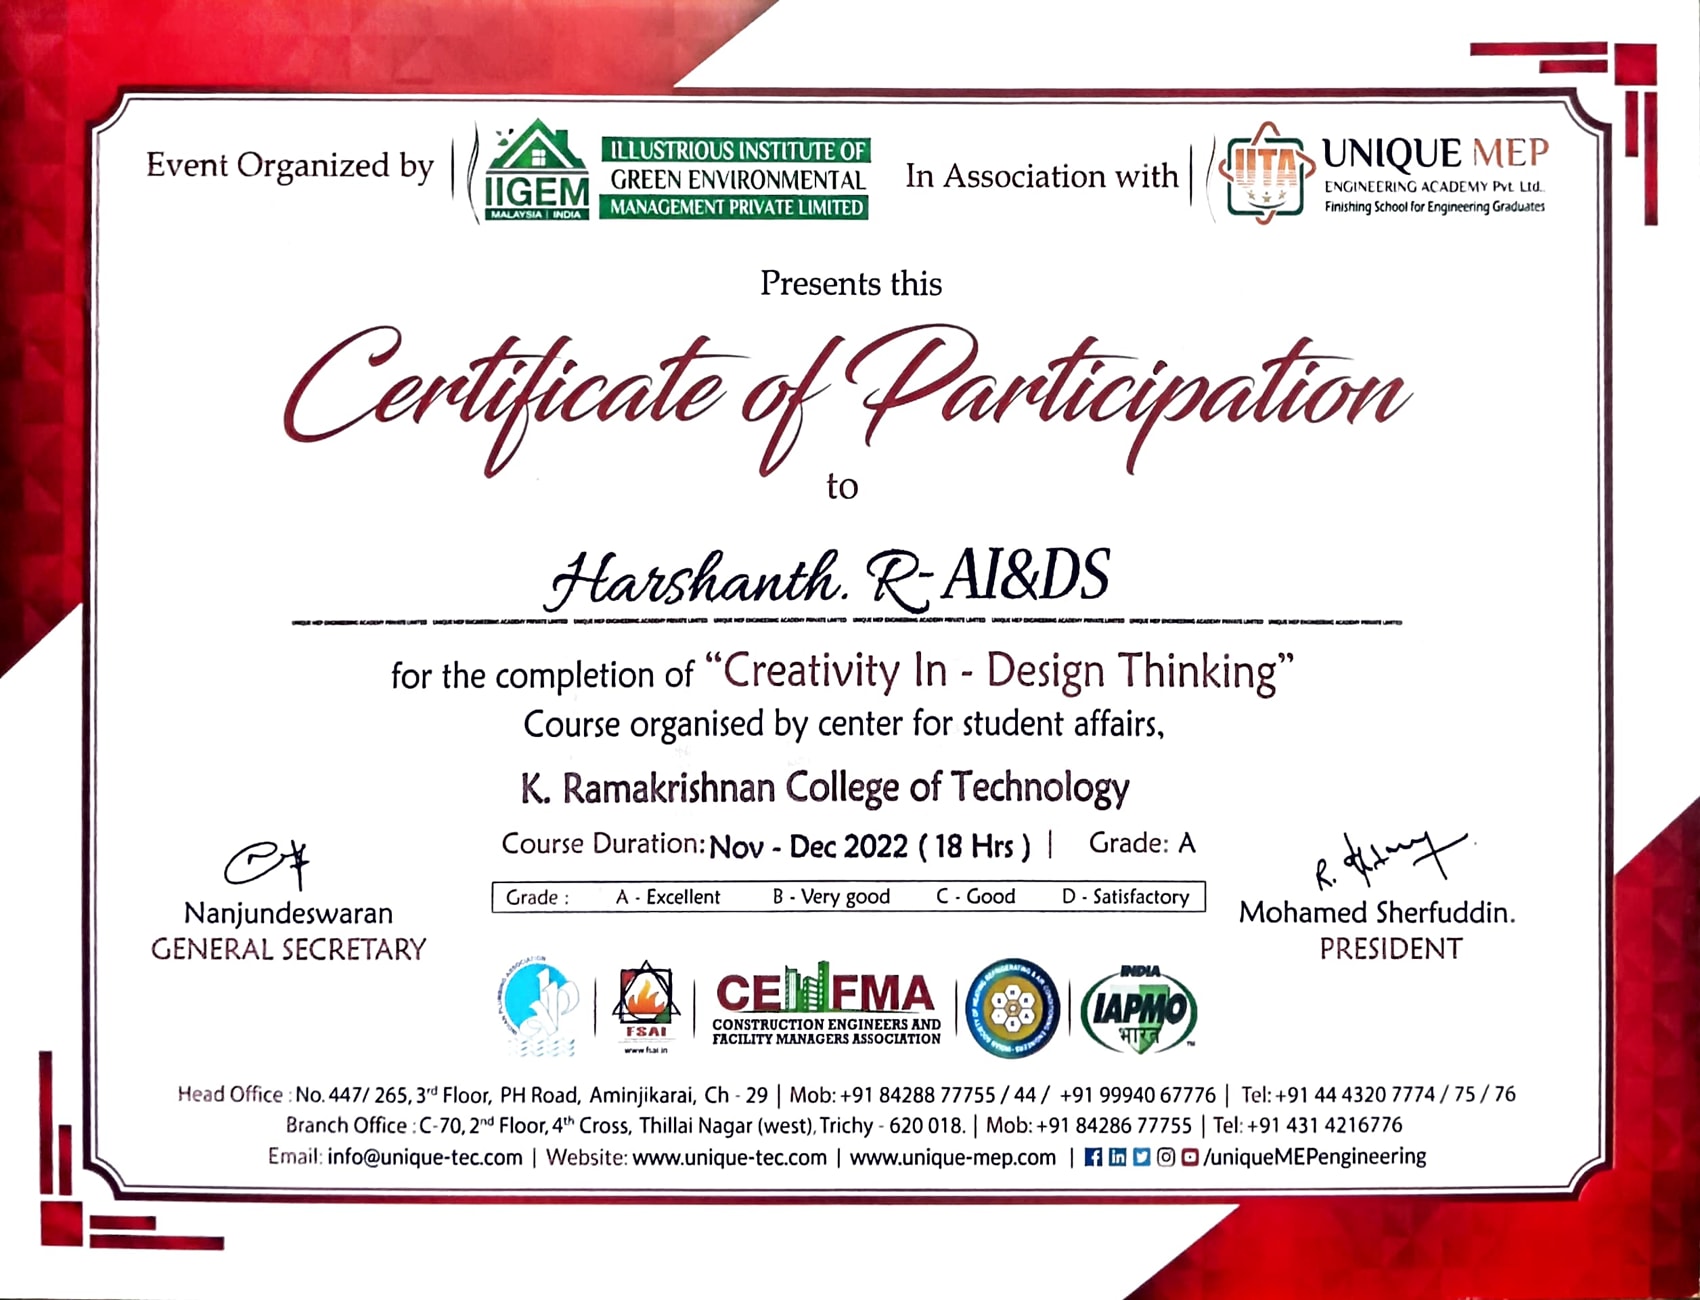 Event Organized by
IIGEM
MALAYSIA | INDIA
ILLUSTRIOUS INSTITUTE OF
GREEN ENVIRONMENTAL
MANAGEMENT PRIVATE LIMITED
In Association with
UTA
UNIQUE MEP
ENGINEERING ACADEMY Pvt. Ltd.
Finishing School for Engineering Graduates
Presents this
Certificate of Participation
to
Harshanth. R- AI&DS
for the completion of "Creativity In - Design Thinking"
Course organised by center for student affairs,
K. Ramakrishnan College of Technology
Course Duration: Nov - Dec 2022 ( 18 Hrs ) | Grade: A
Grade : A - Excellent B - Very good C - Good D - Satisfactory
Nanjundeswaran
GENERAL SECRETARY
Mohamed Sherfuddin.
PRESIDENT
INDIAN PLUMBING ASSOCIATION
FSAI
www.fsai.in
CEFMA
CONSTRUCTION ENGINEERS AND
FACILITY MANAGERS ASSOCIATION
INDIA
IAPMO
भारत
Head Office : No. 447/ 265, 3rd Floor, PH Road, Aminjikarai, Ch - 29 | Mob: +91 84288 77755 / 44 / +91 99940 67776 | Tel: +91 44 4320 7774 / 75 / 76
Branch Office : C-70, 2nd Floor, 4th Cross, Thillai Nagar (west), Trichy - 620 018. | Mob: +91 84286 77755 | Tel: +91 431 4216776
Email: info@unique-tec.com | Website: www.unique-tec.com | www.unique-mep.com | /uniqueMEPengineering